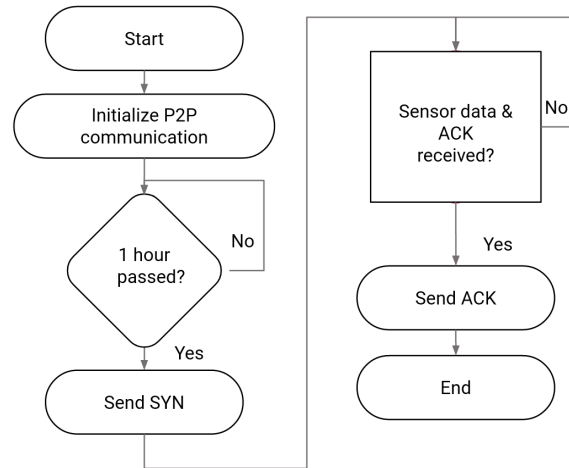 Start
Initialize P2P
communication
1 hour
passed?
No
Yes
Send SYN
Sensor data &
ACK
received?
No
Yes
Send ACK
End